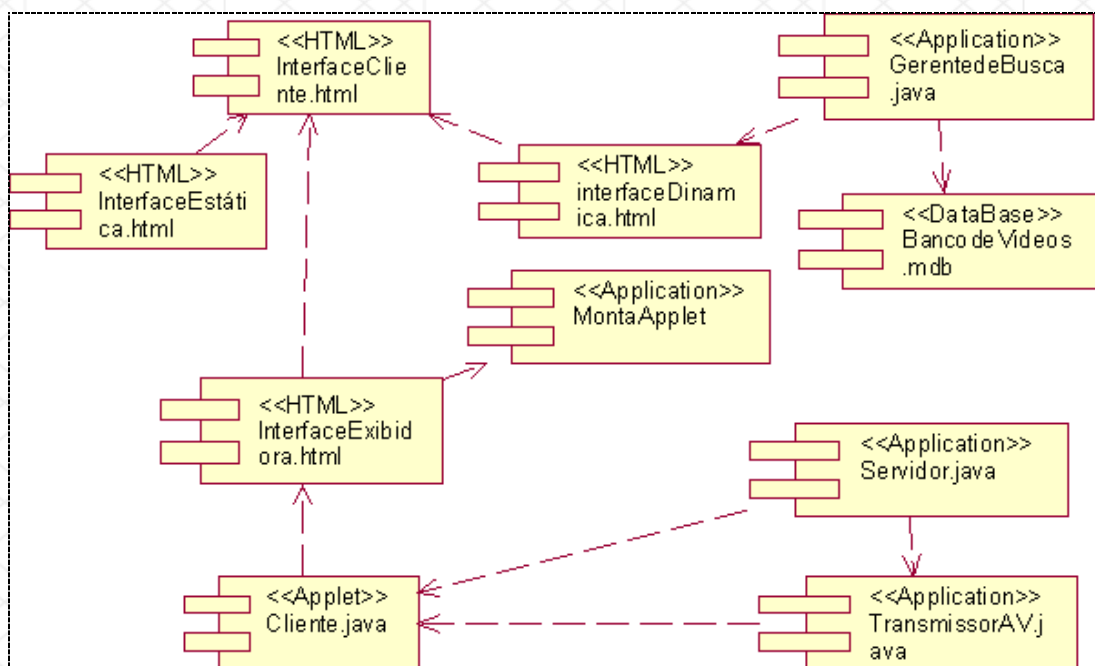 <<HTML>>
InterfaceClie
nte.html
<<Application>>
GerentedeBusca
.java
<<HTML>>
InterfaceEstáti
ca.html
<<HTML>>
interfaceDinam
ica.html
<<DataBase>>
BancodeVideos
.mdb
<<Application>>
MontaApplet
<<HTML>>
InterfaceExibid
ora.html
<<Application>>
Servidor.java
<<Applet>>
Cliente.java
<<Application>>
TransmissorAV.j
ava